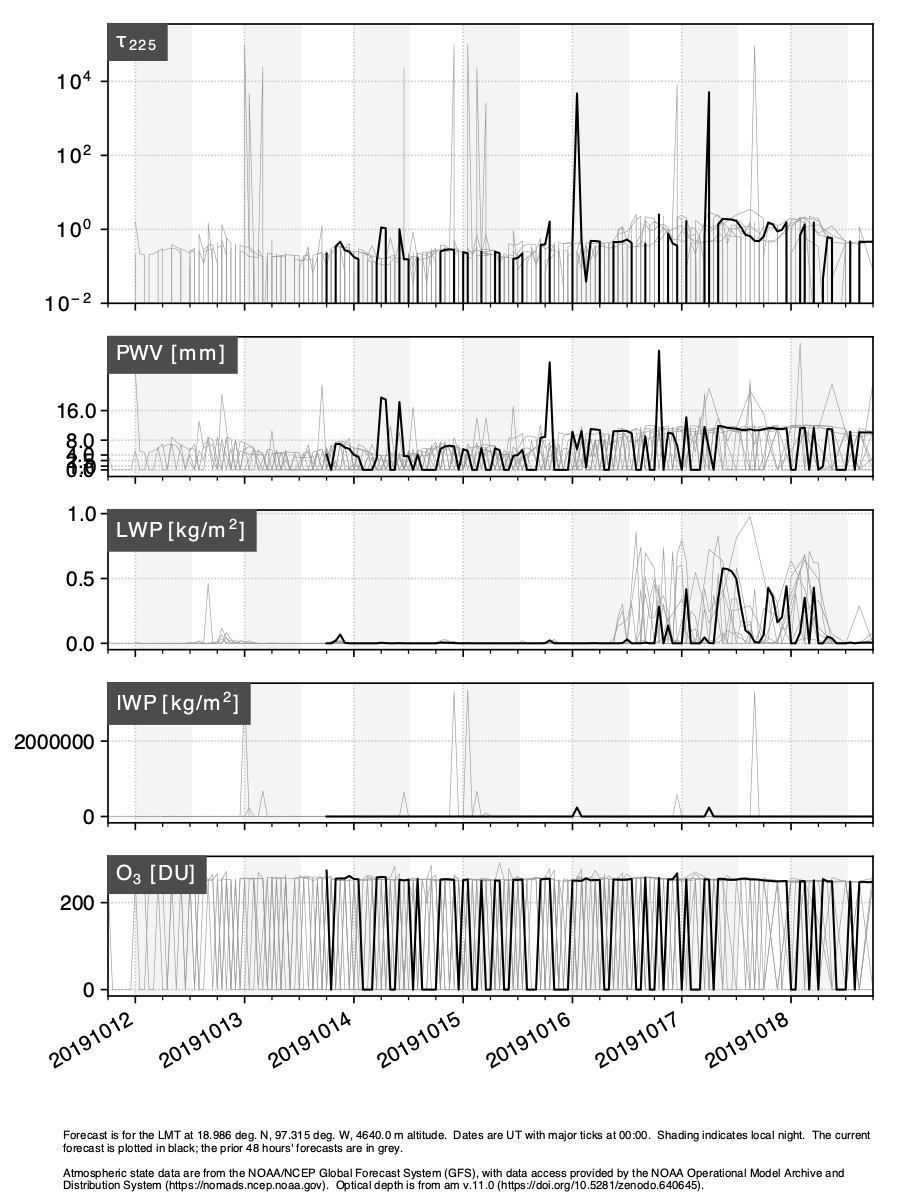 τ225
10⁴
10²
10⁰
10⁻²
PWV [mm]
16.0
8.0
4.0
LWP [kg/m²]
1.0
0.5
0.0
IWP [kg/m²]
2000000
0
O₃ [DU]
200
0
20191012 20191013 20191014 20191015 20191016 20191017 20191018
Forecast is for the LMT at 18.986 deg. N, 97.315 deg. W, 4640.0 m altitude. Dates are UT with major ticks at 00:00. Shading indicates local night. The current
forecast is plotted in black; the prior 48 hours' forecasts are in grey.
Atmospheric state data are from the NOAA/NCEP Global Forecast System (GFS), with data access provided by the NOAA Operational Model Archive and
Distribution System (https://nomads.ncep.noaa.gov). Optical depth is from am v.11.0 (https://doi.org/10.5281/zenodo.640645).